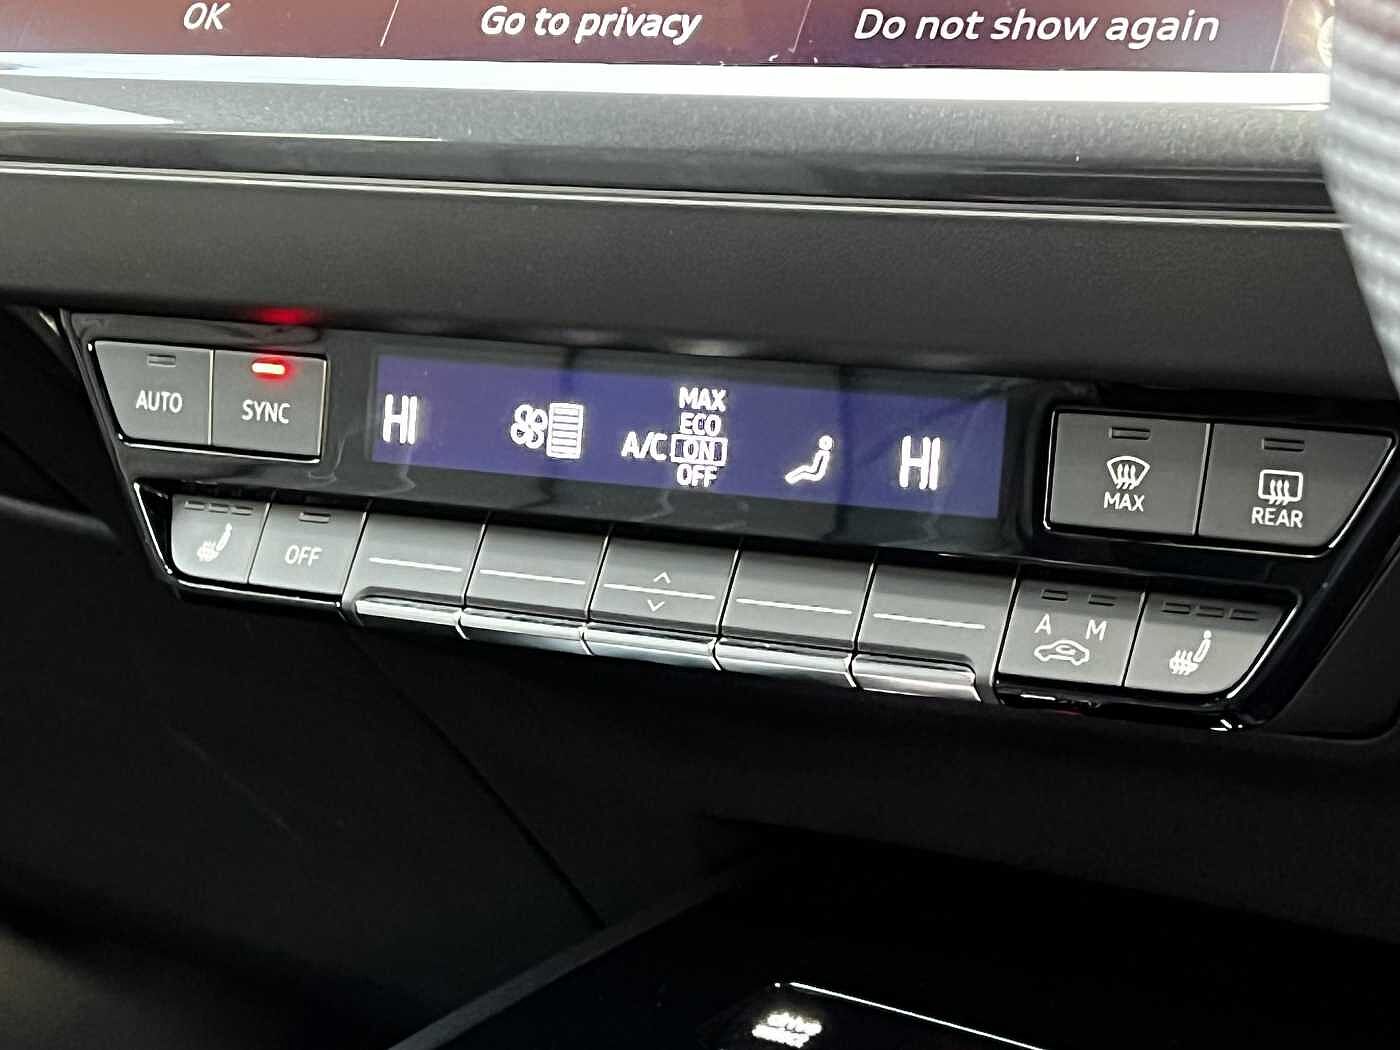 OK Go to privacy Do not show again
AUTO SYNC
HI
MAX
ECO
A/C ON
OFF
HI
MAX
REAR
OFF
A M
drive